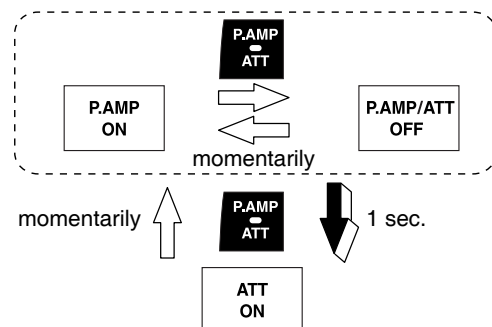 P.AMP
ATT
P.AMP
ON
P.AMP/ATT
OFF
momentarily
momentarily
P.AMP
ATT
1 sec.
ATT
ON